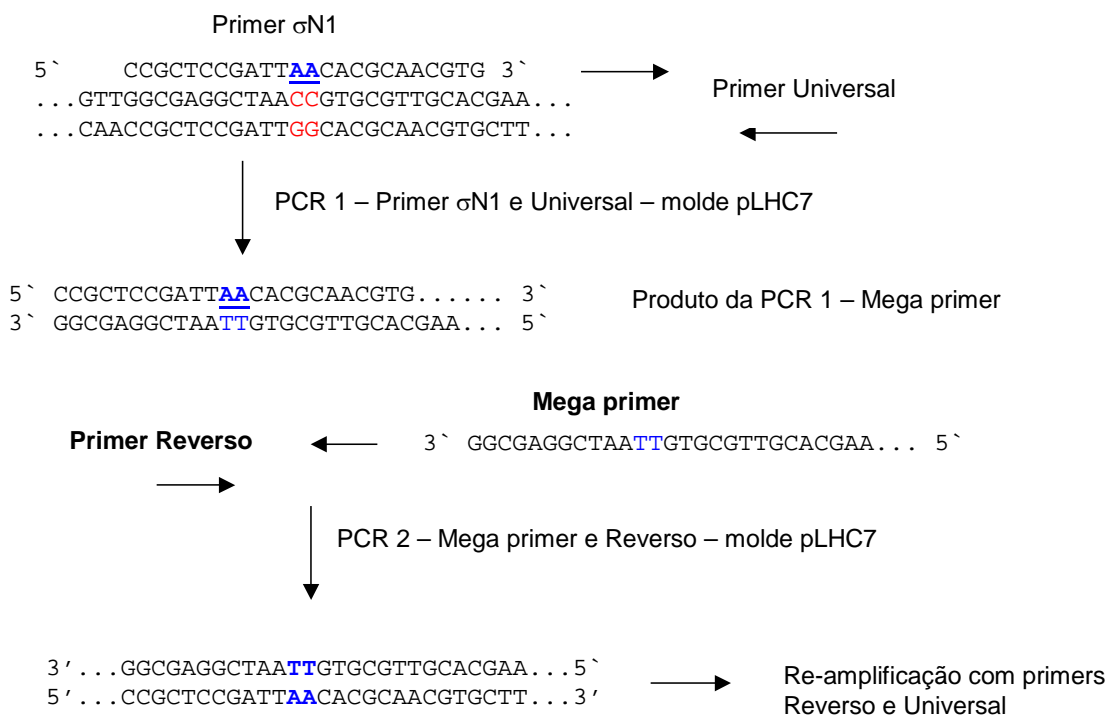 Primer σN1
5` CCGCTCCGATTAACACGCAACGTG 3`
...GTTGGCGAGGCTAACCGTGCGTTGCACGAA...
...CAACCGCTCCGATTGGCACGCAACGTGCTT...
Primer Universal
PCR 1 – Primer σN1 e Universal – molde pLHC7
5` CCGCTCCGATTAACACGCAACGTG...... 3`
3` GGCGAGGCTAATTGTGCGTTGCACGAA... 5`
Produto da PCR 1 – Mega primer
Mega primer
Primer Reverso
3` GGCGAGGCTAATTGTGCGTTGCACGAA... 5`
PCR 2 – Mega primer e Reverso – molde pLHC7
3’...GGCGAGGCTAATTGTGCGTTGCACGAA...5`
5’...CCGCTCCGATTAACACGCAACGTGCTT...3’
Re-amplificação com primers
Reverso e Universal